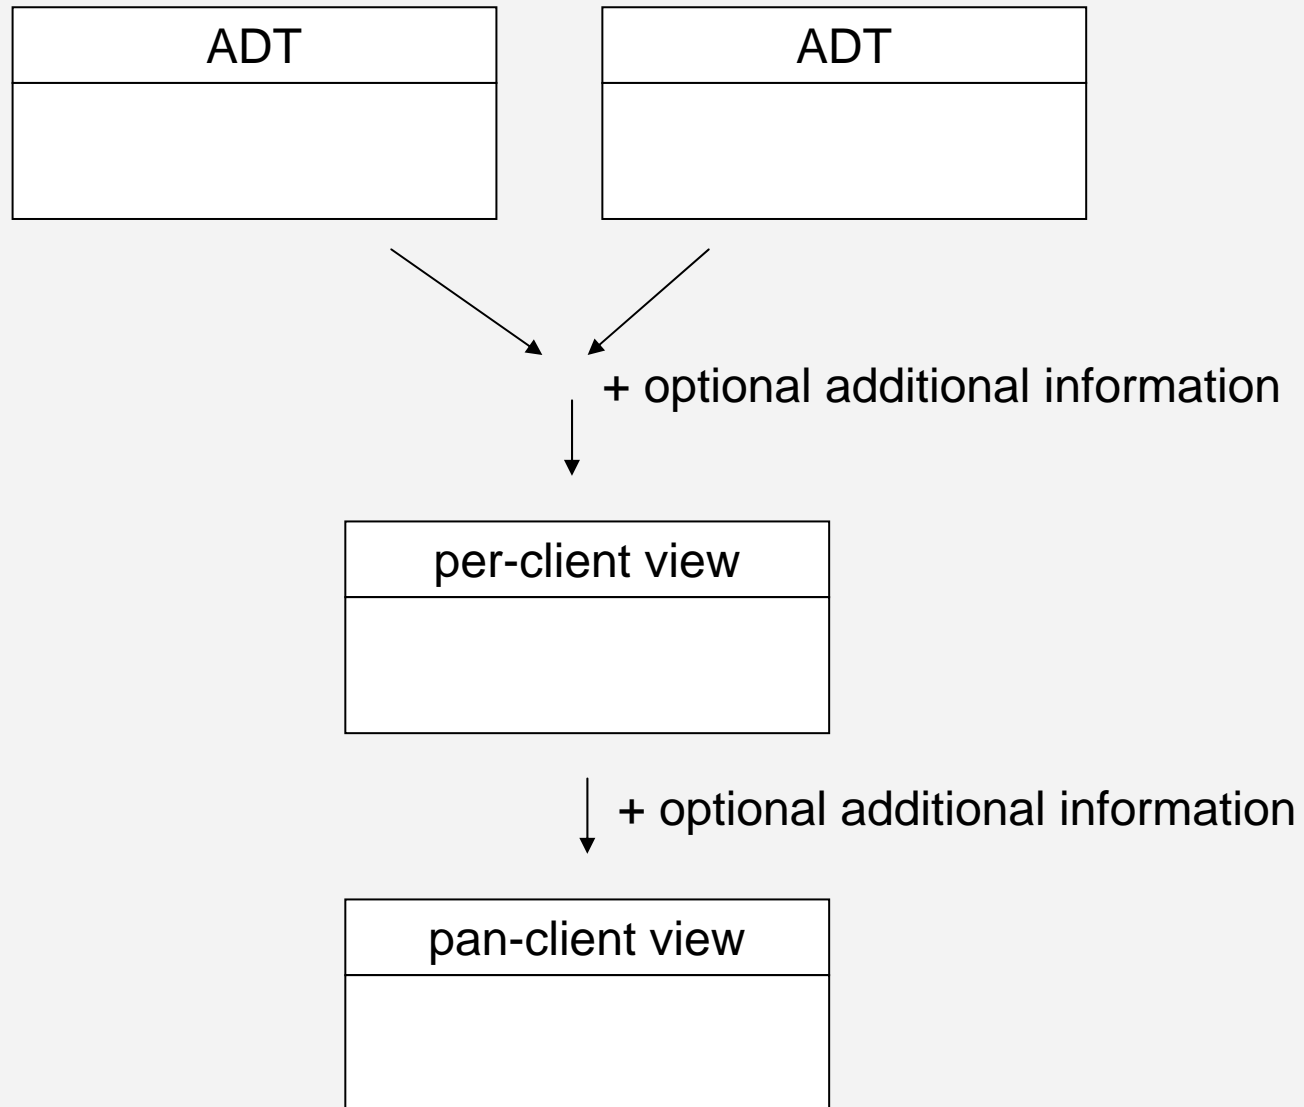 ADT
ADT
+ optional additional information
per-client view
+ optional additional information
pan-client view